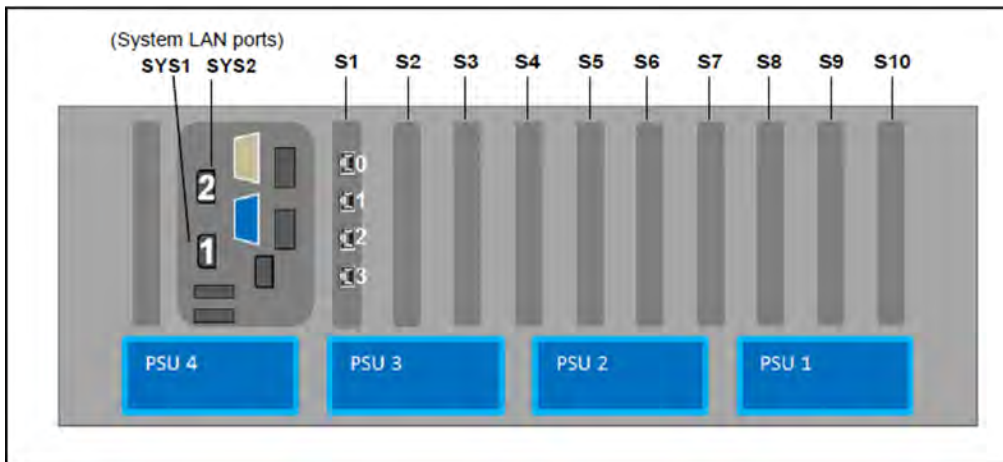 (System LAN ports)
SYS1 SYS2 S1 S2 S3 S4 S5 S6 S7 S8 S9 S10
0
2
1
1
2
3
PSU 4 PSU 3 PSU 2 PSU 1